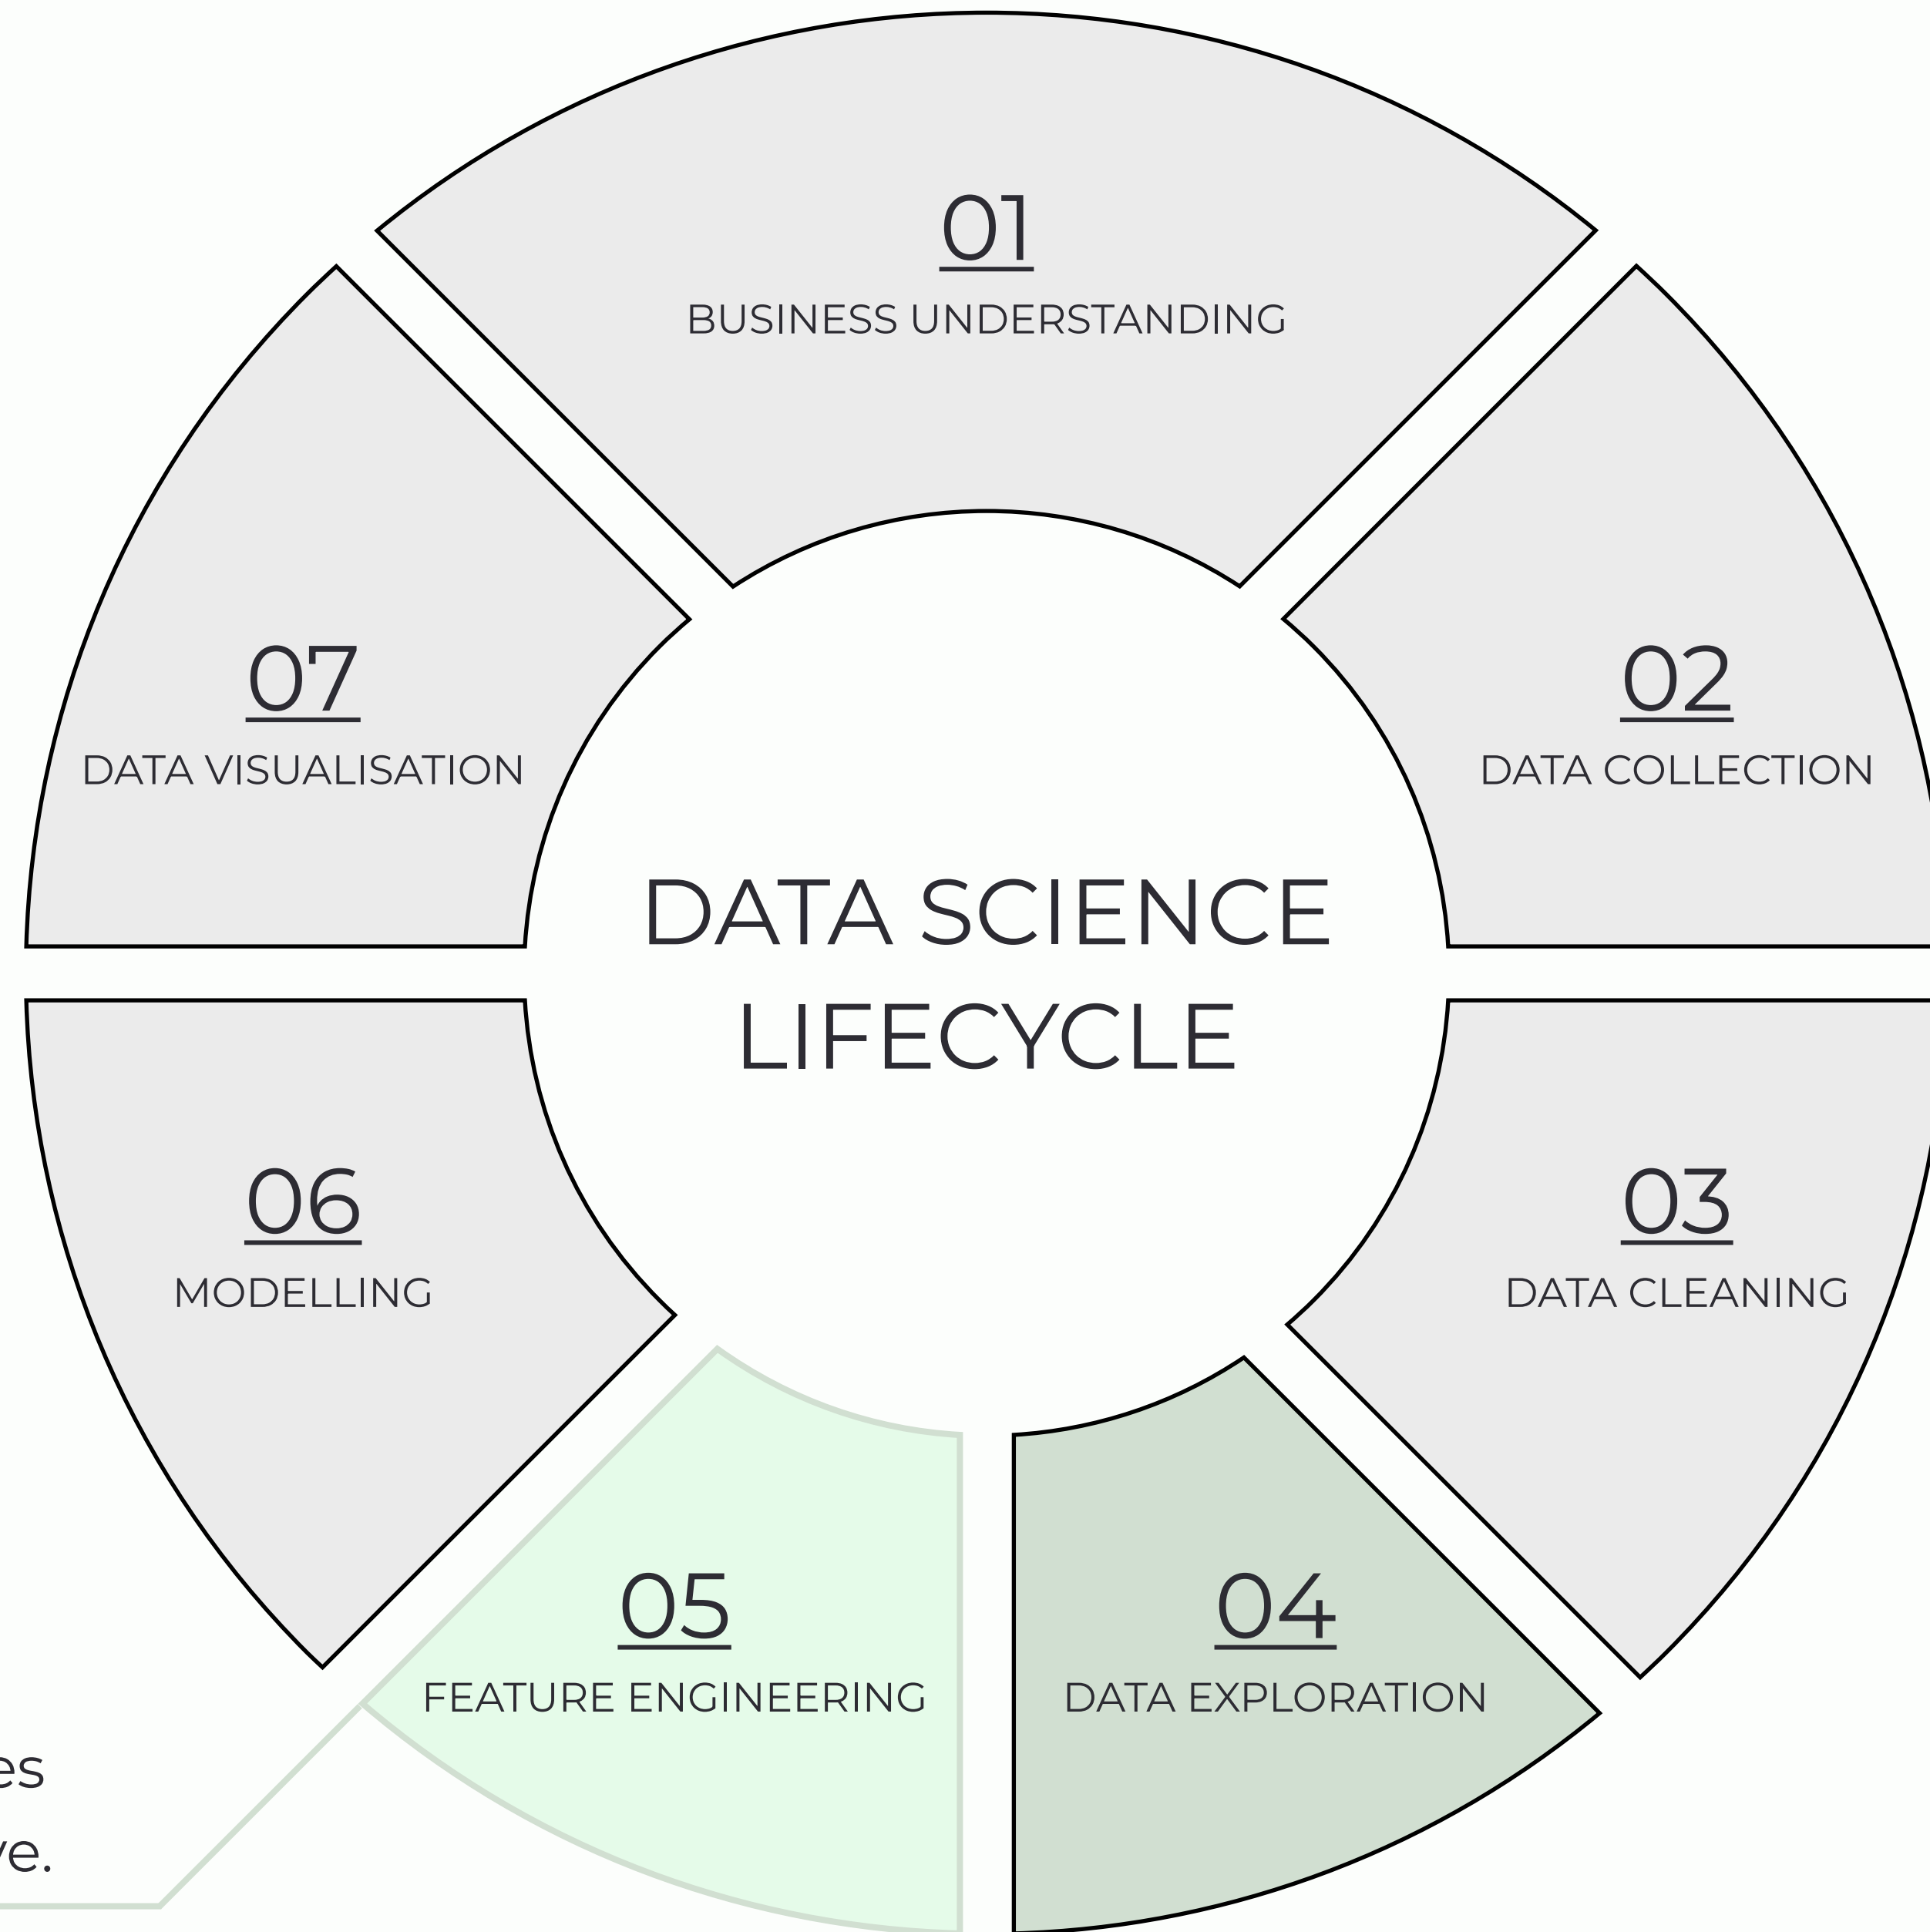 01
BUSINESS UNDERSTANDING
02
DATA COLLECTION
03
DATA CLEANING
04
DATA EXPLORATION
05
FEATURE ENGINEERING
06
MODELLING
07
DATA VISUALISATION
DATA SCIENCE
LIFECYCLE